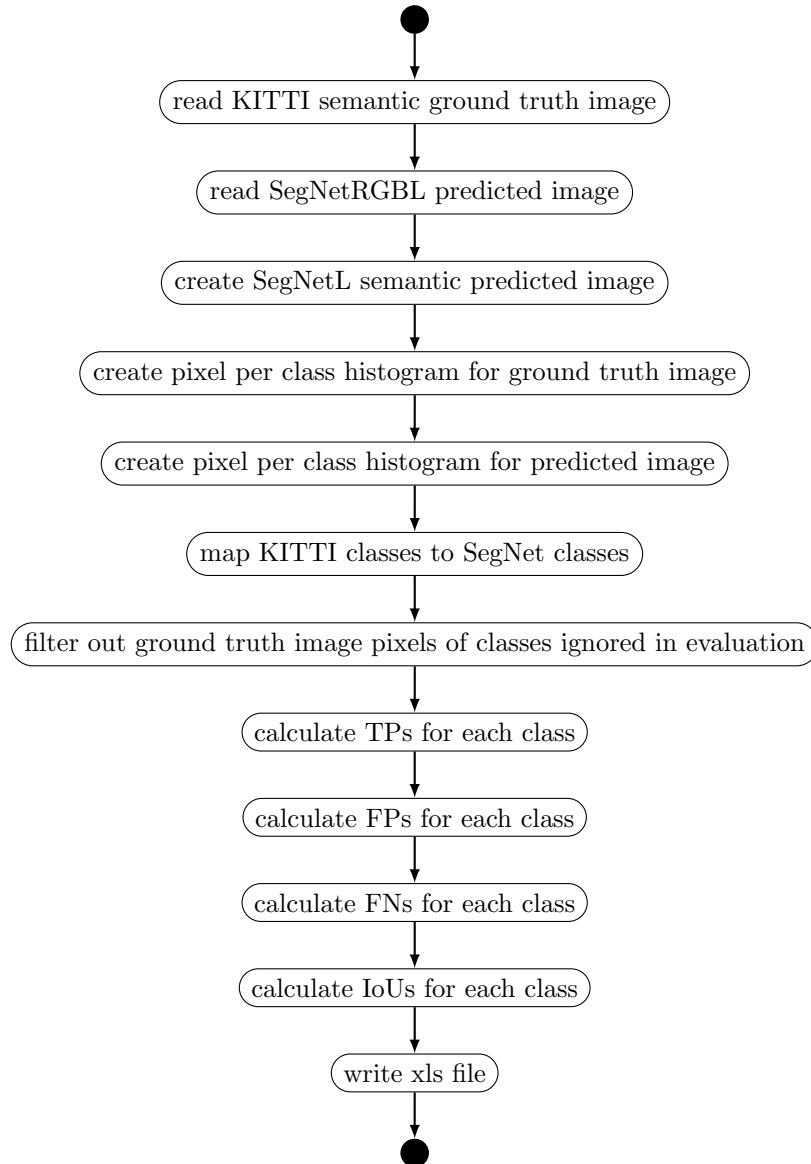 read KITTI semantic ground truth image
read SegNetRGBL predicted image
create SegNetL semantic predicted image
create pixel per class histogram for ground truth image
create pixel per class histogram for predicted image
map KITTI classes to SegNet classes
filter out ground truth image pixels of classes ignored in evaluation
calculate TPs for each class
calculate FPs for each class
calculate FNs for each class
calculate IoUs for each class
write xls file